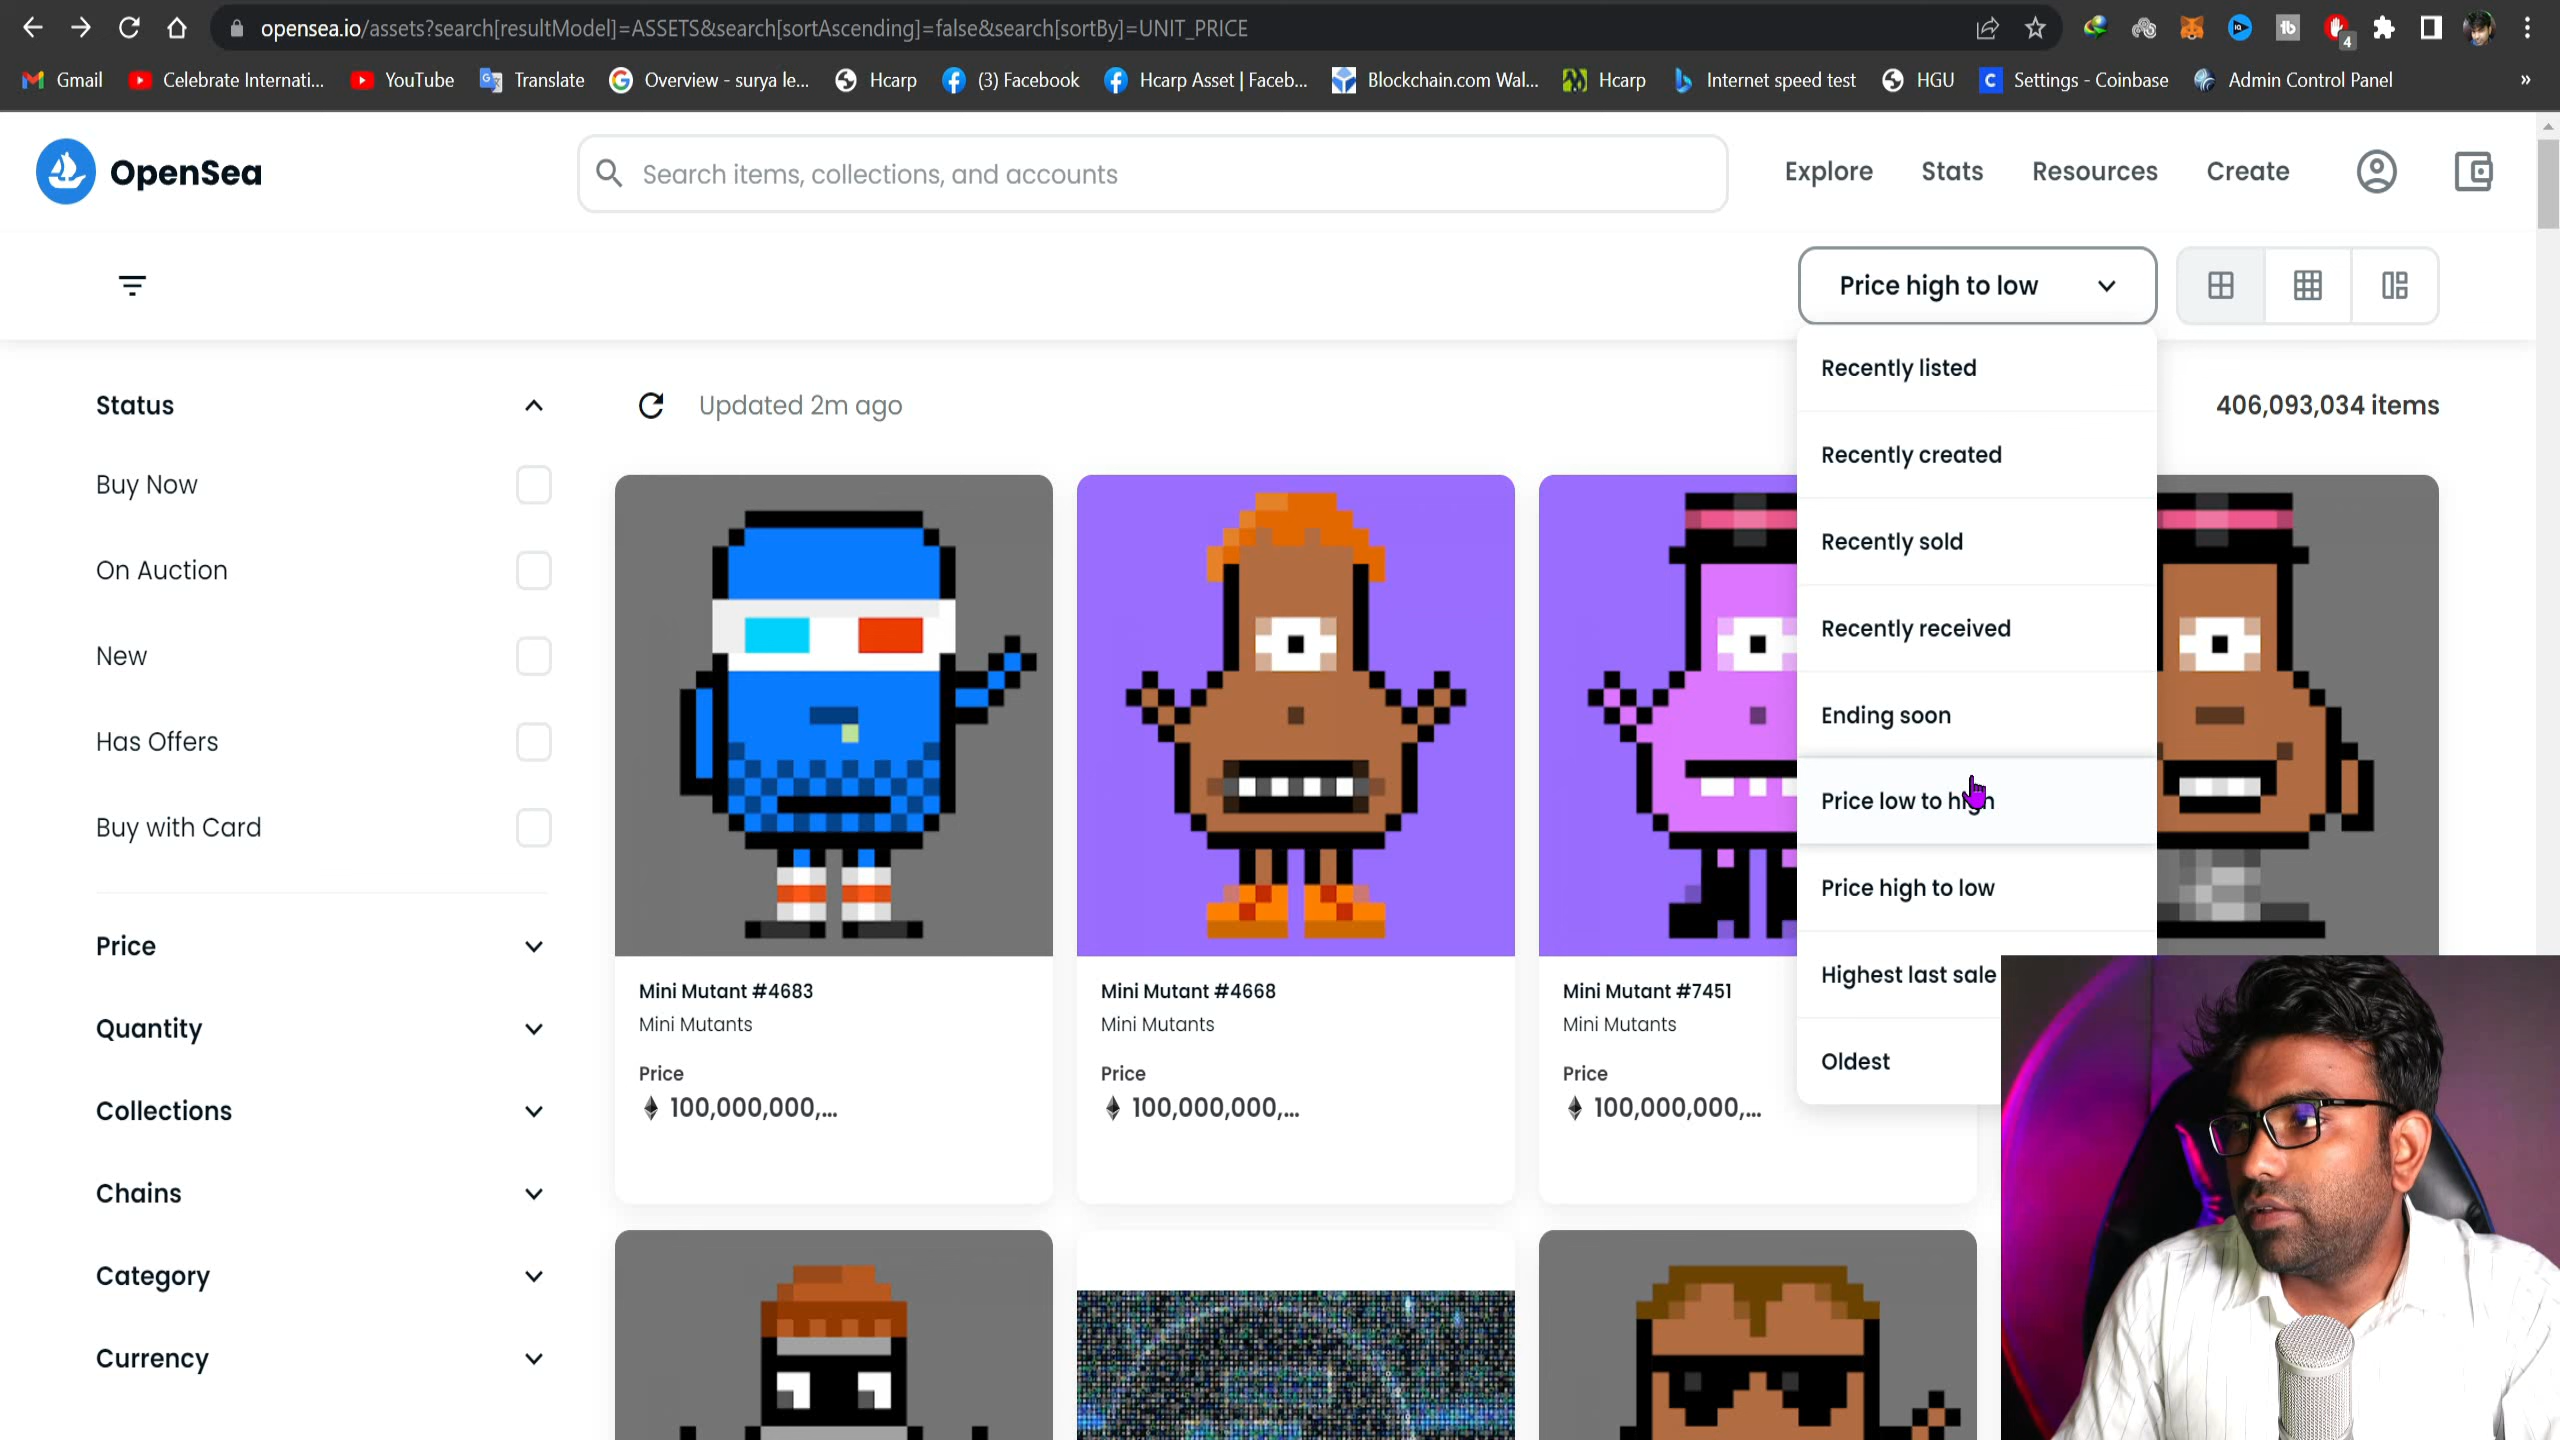 opensea.io/assets?search[resultModel]=ASSETS&search[sortAscending]=false&search[sortBy]=UNIT_PRICE
4
Gmail Celebrate Internati... YouTube Translate Overview - surya le... Hcarp (3) Facebook Hcarp Asset | Faceb... Blockchain.com Wal... Hcarp Internet speed test HGU Settings - Coinbase Admin Control Panel »
OpenSea
Search items, collections, and accounts
Explore Stats Resources Create
Price high to low
Recently listed
Recently created
Recently sold
Recently received
Ending soon
Price low to high
Price high to low
Highest last sale
Oldest
Status
Buy Now
On Auction
New
Has Offers
Buy with Card
Price
Quantity
Collections
Chains
Category
Currency
Updated 2m ago
406,093,034 items
Mini Mutant #4683
Mini Mutants
Price
100,000,000,...
Mini Mutant #4668
Mini Mutants
Price
100,000,000,...
Mini Mutant #7451
Mini Mutants
Price
100,000,000,...